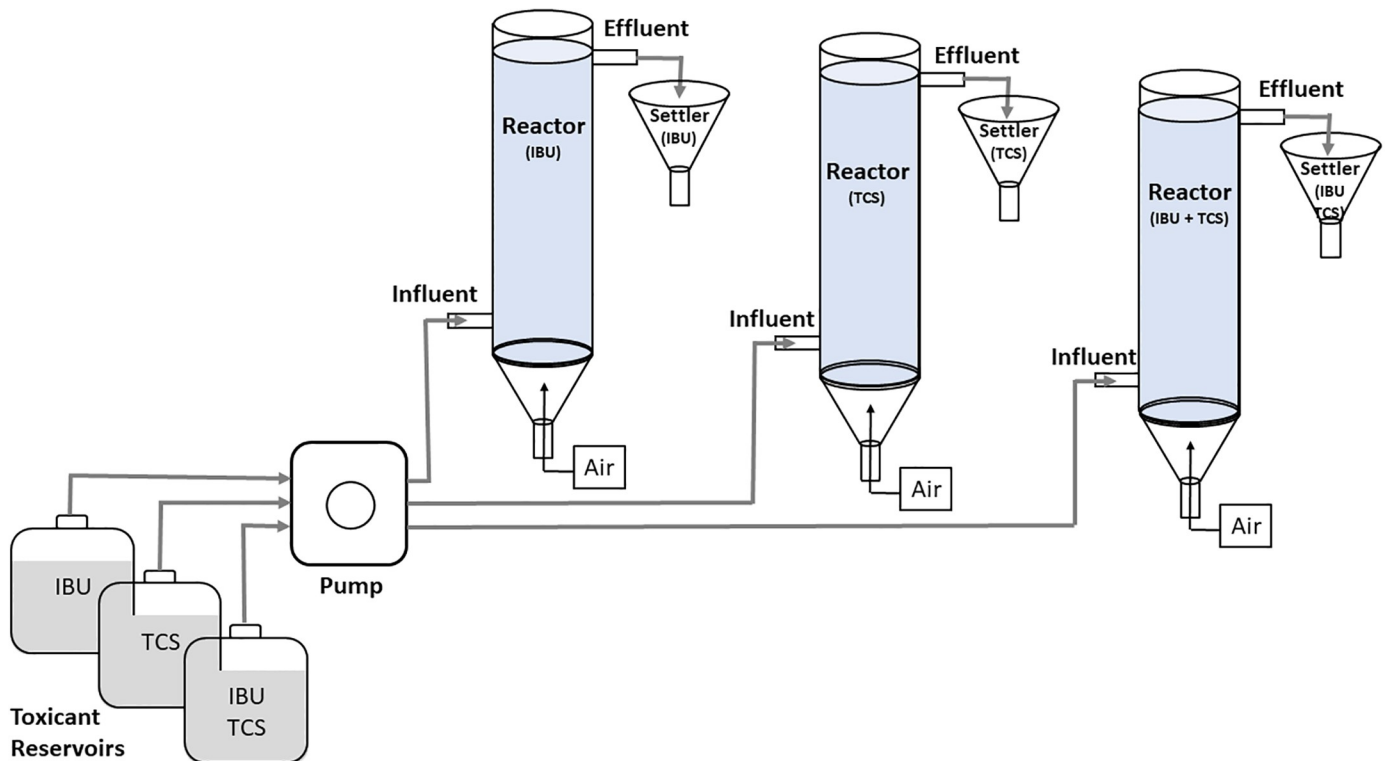 Effluent
Reactor
(IBU)
Settler
(IBU)
Influent
Air
Effluent
Reactor
(TCS)
Settler
(TCS)
Influent
Air
Effluent
Reactor
(IBU + TCS)
Settler
(IBU
TCS)
Influent
Air
Pump
IBU
TCS
IBU
TCS
Toxicant
Reservoirs